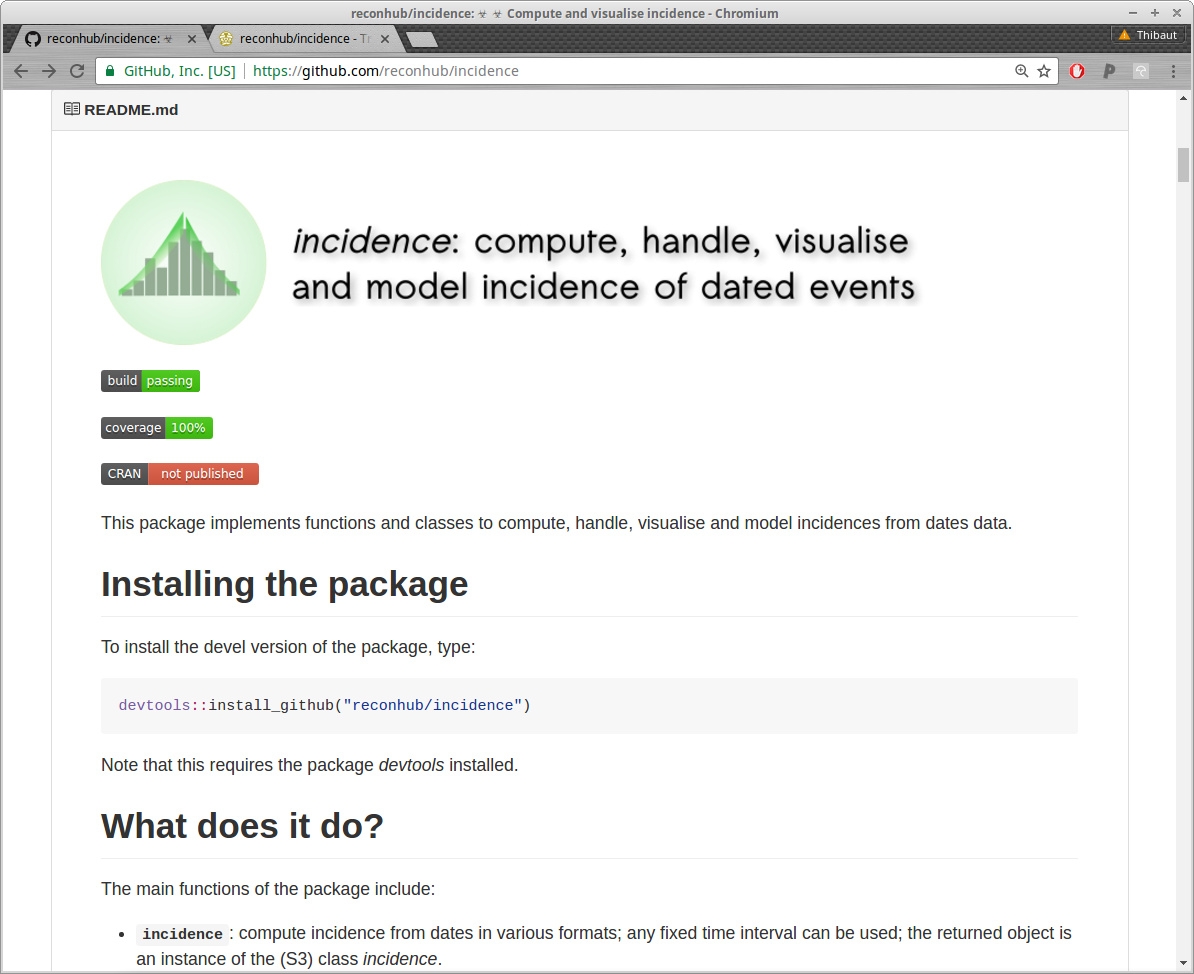 reconhub/incidence: ☣ ☣ Compute and visualise incidence - Chromium
reconhub/incidence: ☣
reconhub/incidence - Tr
Thibaut
GitHub, Inc. [US]
https://github.com/reconhub/incidence
README.md
incidence: compute, handle, visualise
and model incidence of dated events
build passing
coverage 100%
CRAN not published
This package implements functions and classes to compute, handle, visualise and model incidences from dates data.
Installing the package
To install the devel version of the package, type:
devtools::install_github("reconhub/incidence")
Note that this requires the package devtools installed.
What does it do?
The main functions of the package include:
• incidence: compute incidence from dates in various formats; any fixed time interval can be used; the returned object is
an instance of the (S3) class incidence.